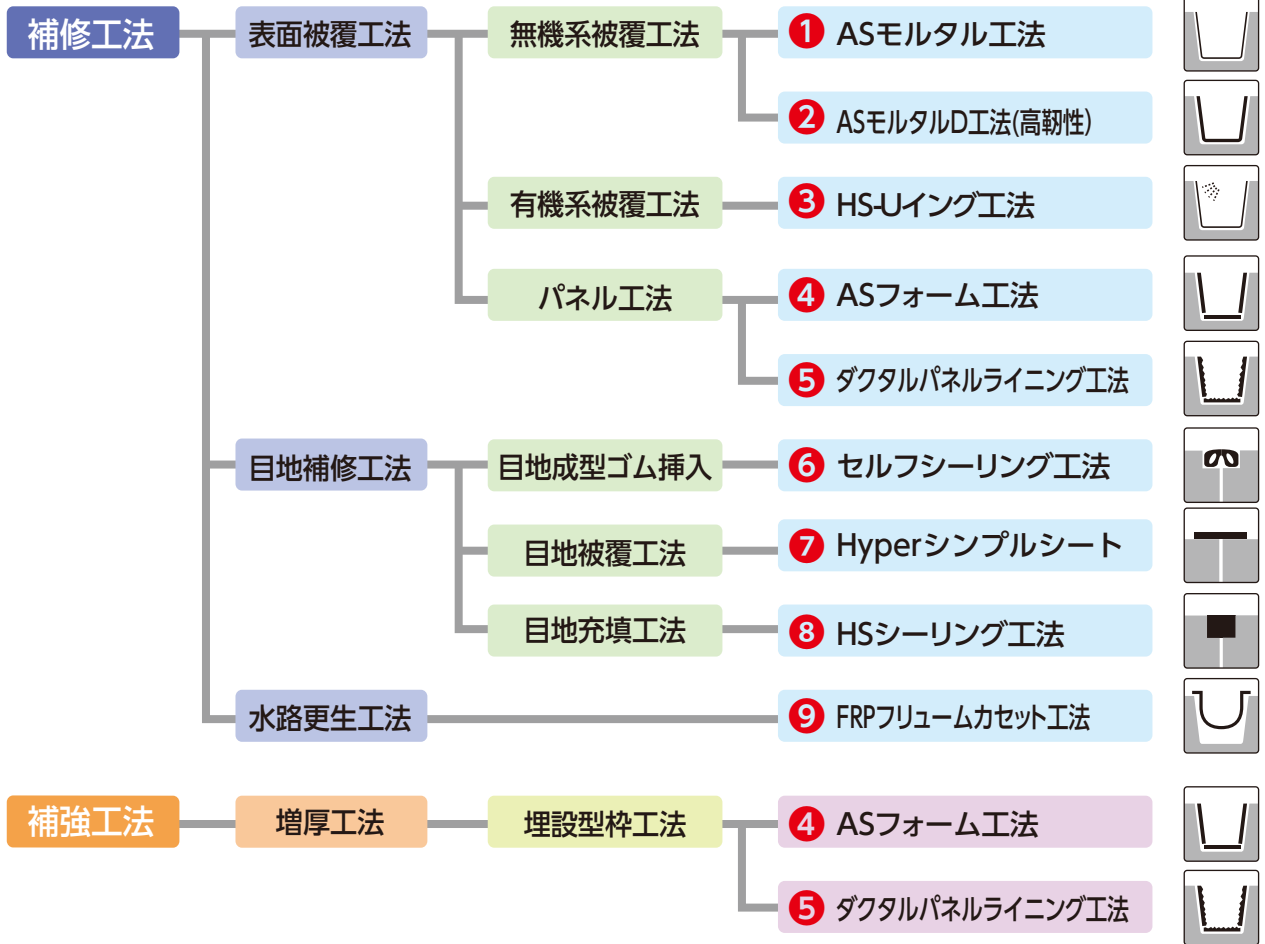 補修工法
表面被覆工法
無機系被覆工法
❶ ASモルタル工法
❷ ASモルタルD工法(高靭性)
有機系被覆工法
❸ HS-Uイング工法
パネル工法
❹ ASフォーム工法
❺ ダクタルパネルライニング工法
目地補修工法
目地成型ゴム挿入
❻ セルフシーリング工法
目地被覆工法
❼ Hyperシンプルシート
目地充填工法
❽ HSシーリング工法
水路更生工法
❾ FRPフリュームカセット工法
補強工法
増厚工法
埋設型枠工法
❹ ASフォーム工法
❺ ダクタルパネルライニング工法